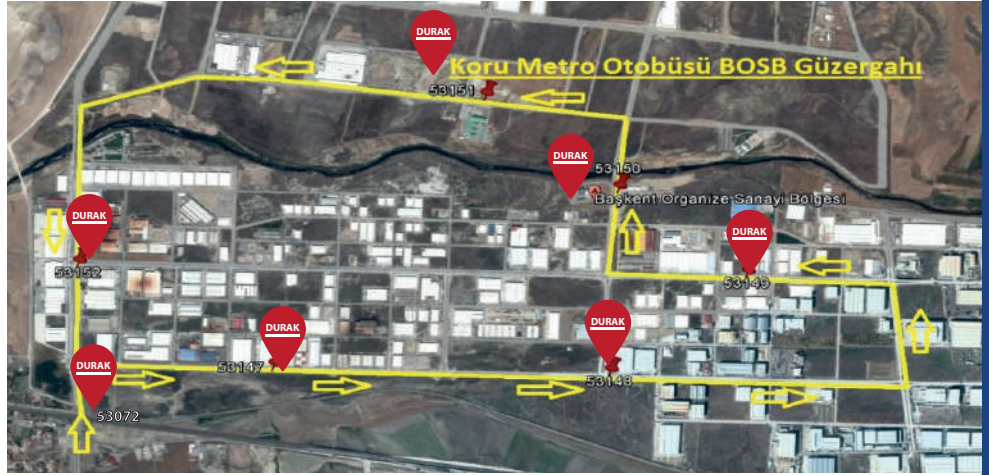 DURAK
Koru Metro Otobüsü BOSB Güzergahı
53151
DURAK
53150
Başkent Organize Sanayi Bölgesi
DURAK
53152
DURAK
53149
DURAK
53147
DURAK
53148
DURAK
53072